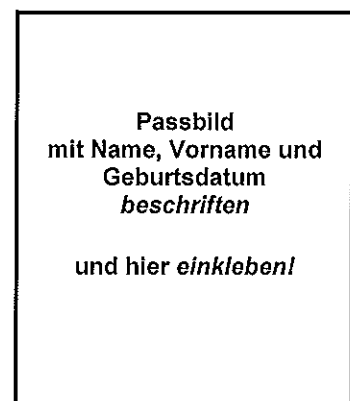 Passbild
mit Name, Vorname und
Geburtsdatum
beschriften
und hier einkleben!